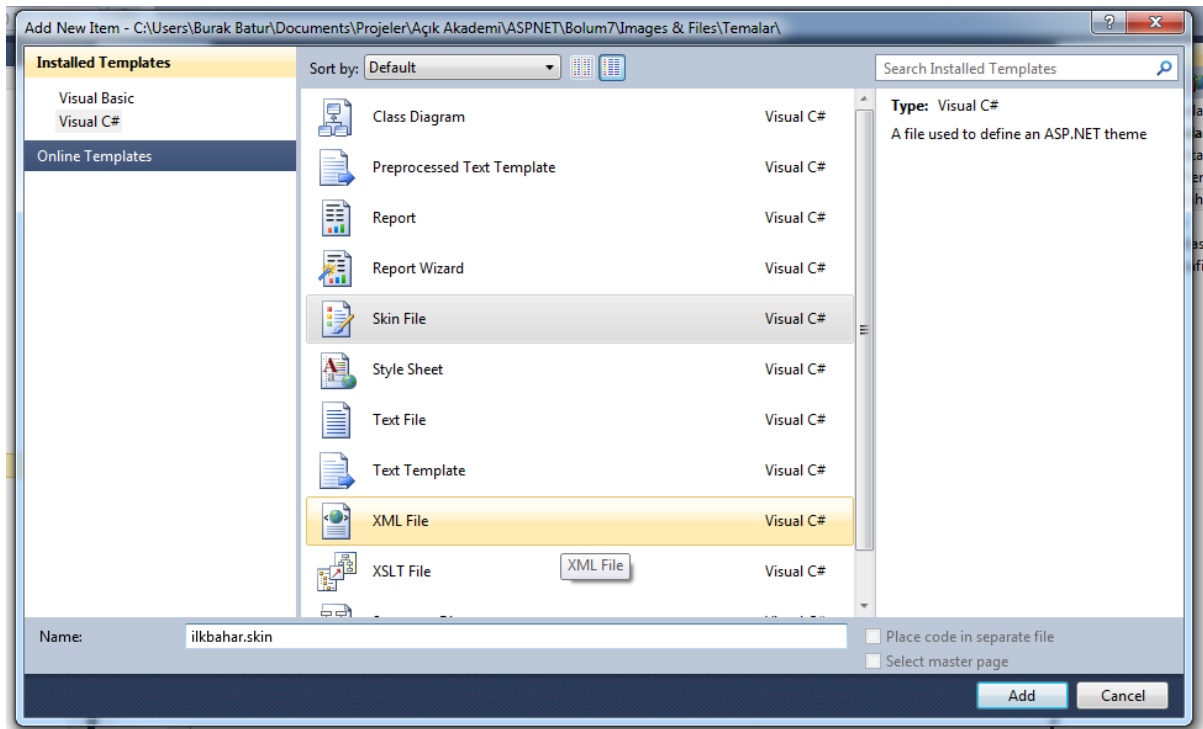 Add New Item - C:\Users\Burak Batur\Documents\Projeler\Açık Akademi\ASPNET\Bolum7\Images & Files\Temalar\
Installed Templates
Visual Basic
Visual C#
Online Templates
Sort by: Default
Search Installed Templates
Class Diagram Visual C#
Preprocessed Text Template Visual C#
Report Visual C#
Report Wizard Visual C#
Skin File Visual C#
Style Sheet Visual C#
Text File Visual C#
Text Template Visual C#
XML File Visual C#
XML File
XSLT File Visual C#
Type: Visual C#
A file used to define an ASP.NET theme
Name: ilkbahar.skin
Place code in separate file
Select master page
Add Cancel